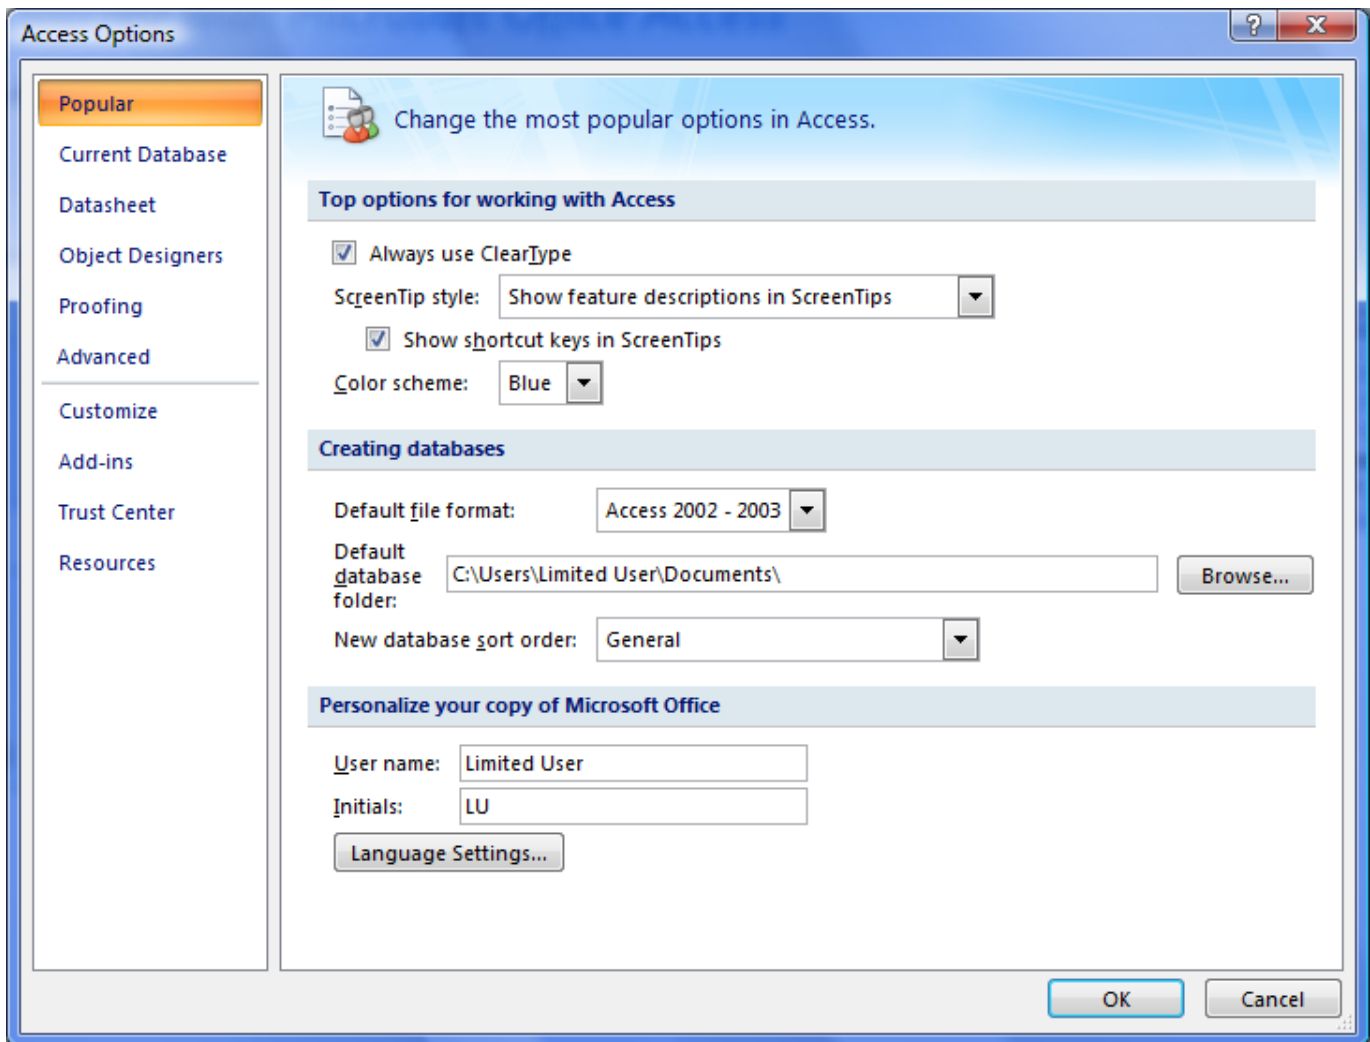 Access Options
?
X
Popular
Current Database
Datasheet
Object Designers
Proofing
Advanced
Customize
Add-ins
Trust Center
Resources
Change the most popular options in Access.
Top options for working with Access
Always use ClearType
ScreenTip style: Show feature descriptions in ScreenTips
Show shortcut keys in ScreenTips
Color scheme: Blue
Creating databases
Default file format: Access 2002 - 2003
Default
database
folder:
C:\Users\Limited User\Documents\
Browse...
New database sort order: General
Personalize your copy of Microsoft Office
User name: Limited User
Initials: LU
Language Settings...
OK
Cancel